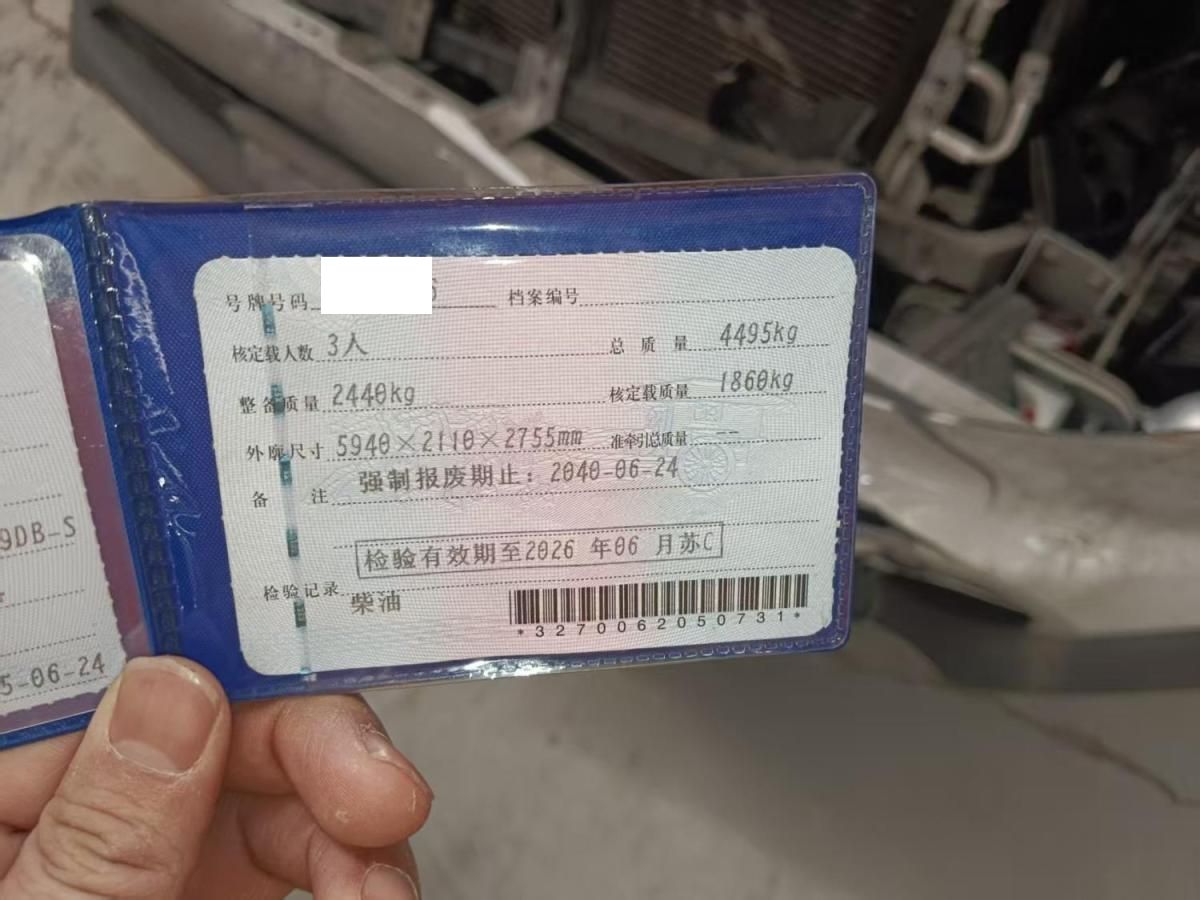 号牌号码 6 档案编号
核定载人数 3人 总质量 4495kg
整备质量 2440kg 核定载质量 1860kg
外廓尺寸 5940×2110×2755mm 准牵引总质量 --
备注 强制报废期止：2040-06-24
检验有效期至2026 年06 月苏C
检验记录 柴油
*3270062050731*
9DB-S
5-06-24